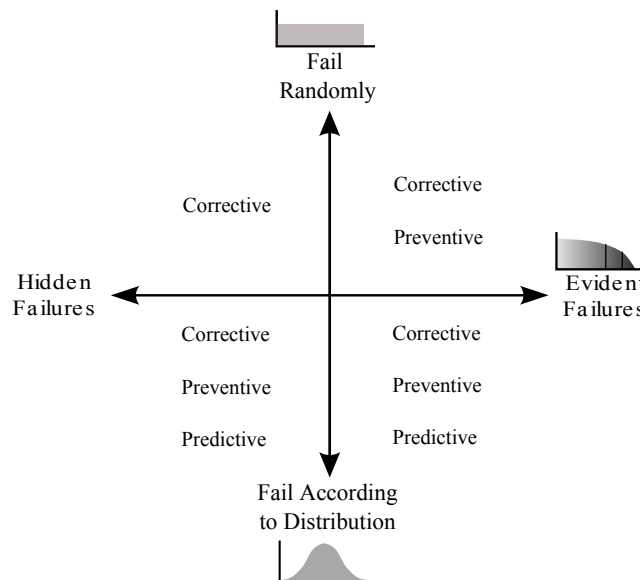 Fail
Randomly
Corrective
Corrective
Preventive
Hidden
Failures
Evident
Failures
Corrective
Corrective
Preventive
Preventive
Predictive
Predictive
Fail According
to Distribution